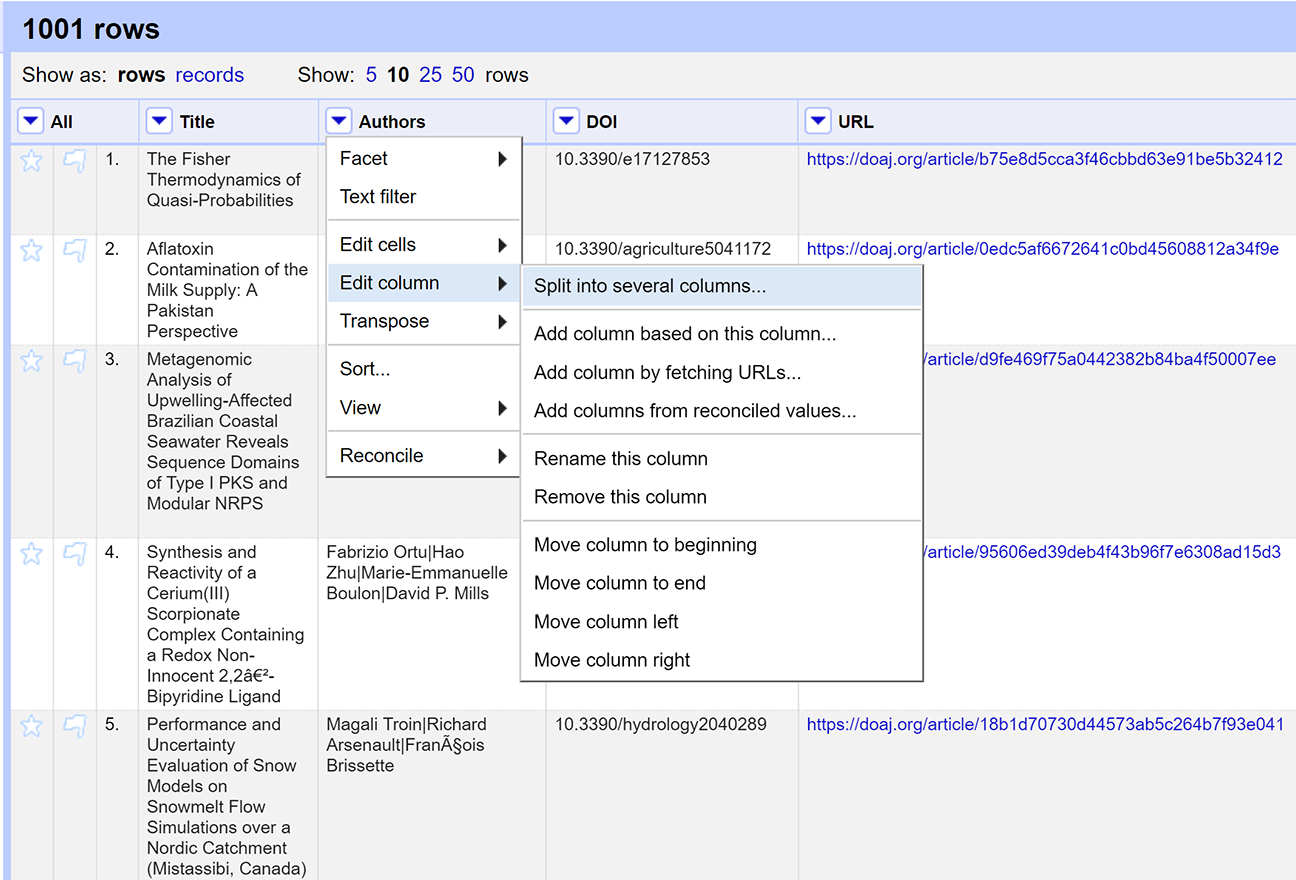 1001 rows
Show as: rows records Show: 5 10 25 50 rows
All Title Authors DOI URL
1. The Fisher
Thermodynamics of
Quasi-Probabilities
10.3390/e17127853
https://doaj.org/article/b75e8d5cca3f46cbbd63e91be5b32412
2. Aflatoxin
Contamination of the
Milk Supply: A
Pakistan
Perspective
10.3390/agriculture5041172
https://doaj.org/article/0edc5af6672641c0bd45608812a34f9e
3. Metagenomic
Analysis of
Upwelling-Affected
Brazilian Coastal
Seawater Reveals
Sequence Domains
of Type I PKS and
Modular NRPS
/article/d9fe469f75a0442382b84ba4f50007ee
4. Synthesis and
Reactivity of a
Cerium(III)
Scorpionate
Complex Containing
a Redox Non-
Innocent 2,2â€²-
Bipyridine Ligand
Fabrizio Ortu|Hao
Zhu|Marie-Emmanuelle
Boulon|David P. Mills
/article/95606ed39deb4f43b96f7e6308ad15d3
5. Performance and
Uncertainty
Evaluation of Snow
Models on
Snowmelt Flow
Simulations over a
Nordic Catchment
(Mistassibi, Canada)
Magali Troin|Richard
Arsenault|FranÃ§ois
Brissette
10.3390/hydrology2040289
https://doaj.org/article/18b1d70730d44573ab5c264b7f93e041
Facet
Text filter
Edit cells
Edit column
Transpose
Sort...
View
Reconcile
Split into several columns...
Add column based on this column...
Add column by fetching URLs...
Add columns from reconciled values...
Rename this column
Remove this column
Move column to beginning
Move column to end
Move column left
Move column right